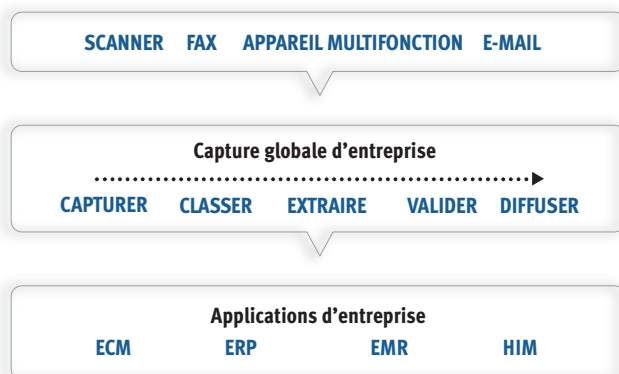 SCANNER FAX APPAREIL MULTIFONCTION E-MAIL
Capture globale d’entreprise
CAPTURER CLASSER EXTRAIRE VALIDER DIFFUSER
Applications d’entreprise
ECM ERP EMR HIM